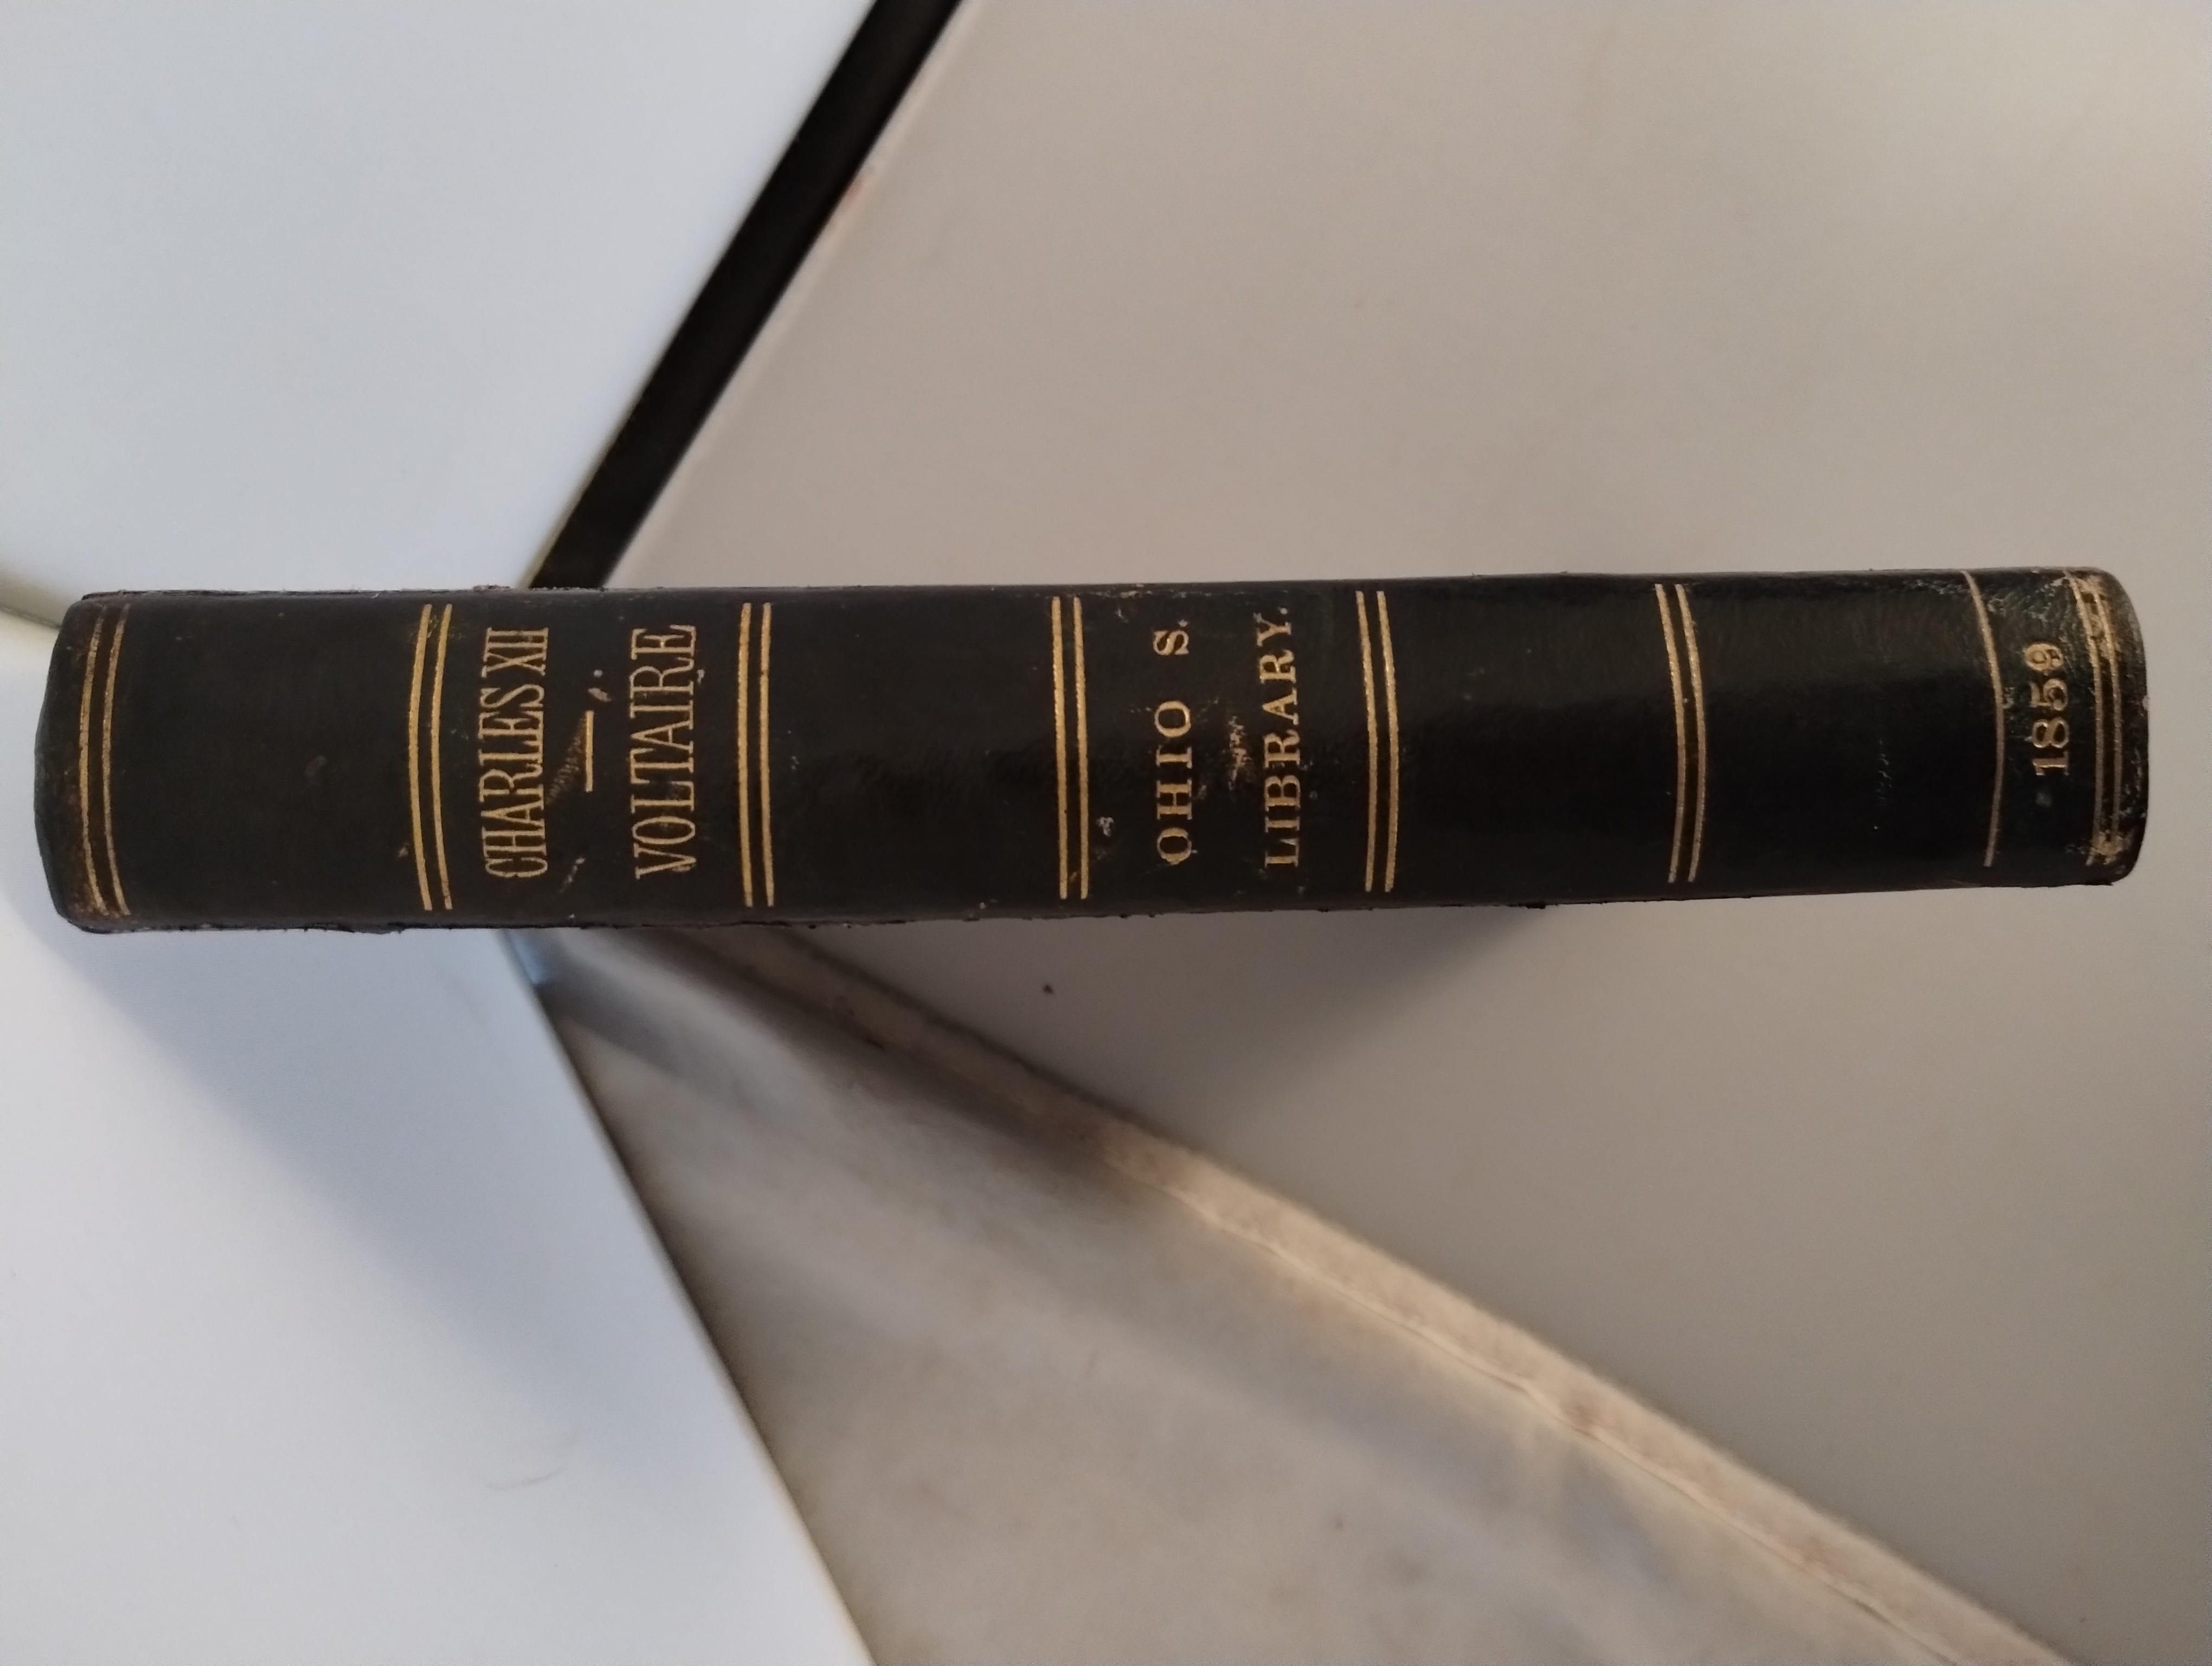 CHARLES XII
VOLTAIRE
OHIO S.
LIBRARY.
1859